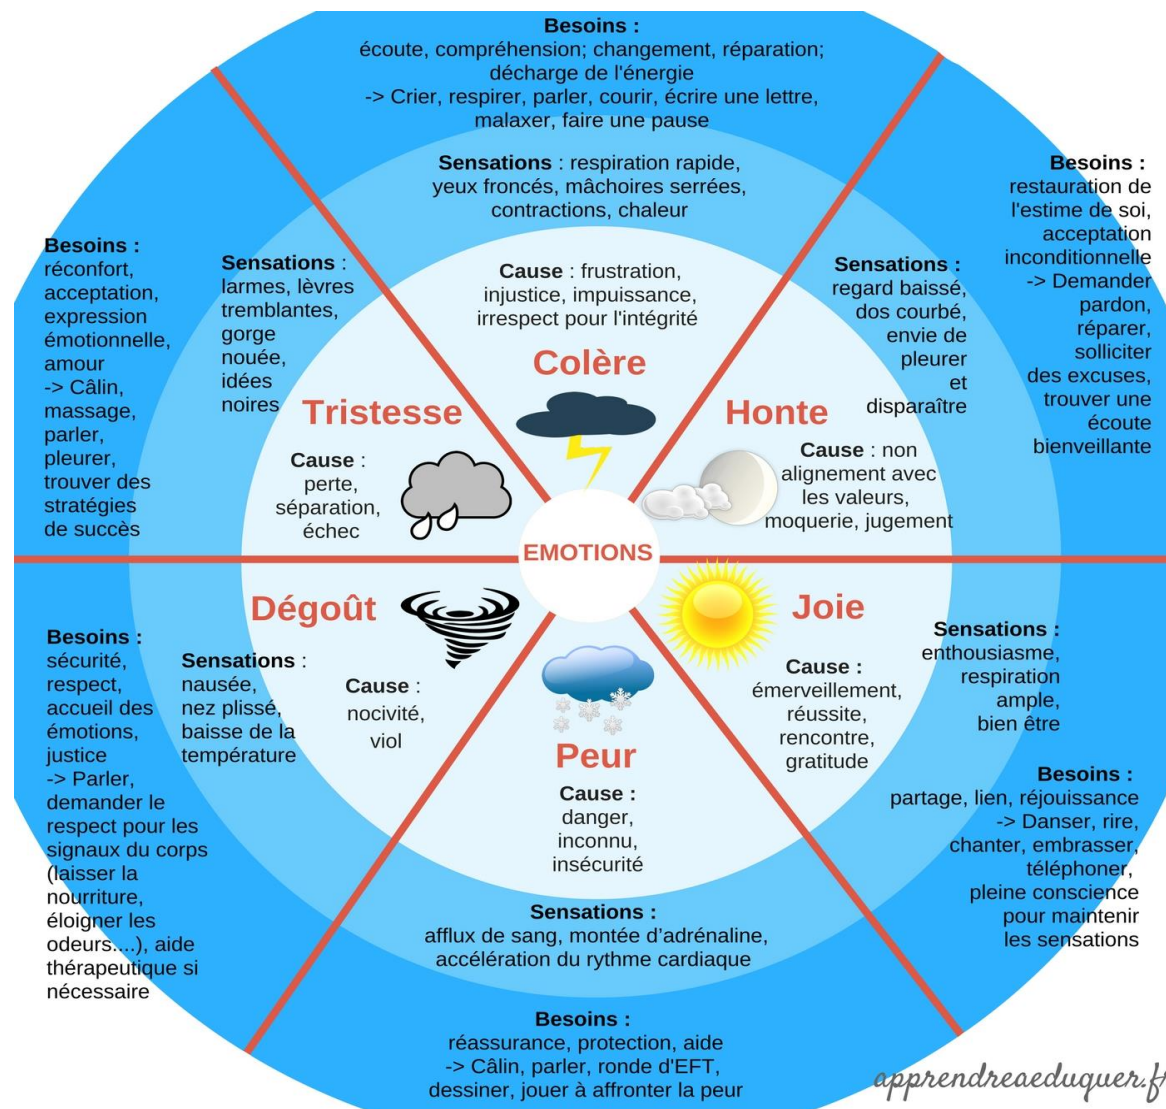 Besoins :
écoute, compréhension; changement, réparation;
décharge de l'énergie
-> Crier, respirer, parler, courir, écrire une lettre,
malaxer, faire une pause
Sensations : respiration rapide,
yeux froncés, mâchoires serrées,
contractions, chaleur
Cause : frustration,
injustice, impuissance,
irrespect pour l'intégrité
Colère
Besoins :
restauration de
l'estime de soi,
acceptation
inconditionnelle
-> Demander
pardon,
réparer,
solliciter
des excuses,
trouver une
écoute
bienveillante
Sensations :
regard baissé,
dos courbé,
envie de
pleurer
et
disparaître
Honte
Cause : non
alignement avec
les valeurs,
moquerie, jugement
Besoins :
réconfort,
acceptation,
expression
émotionnelle,
amour
-> Câlin,
massage,
parler,
pleurer,
trouver des
stratégies
de succès
Sensations :
larmes, lèvres
tremblantes,
gorge
nouée,
idées
noires
Tristesse
Cause :
perte,
séparation,
échec
EMOTIONS
Dégoût
Besoins :
sécurité,
respect,
accueil des
émotions,
justice
-> Parler,
demander le
respect pour les
signaux du corps
(laisser la
nourriture,
éloigner les
odeurs....), aide
thérapeutique si
nécessaire
Sensations :
nausée,
nez plissé,
baisse de la
température
Cause :
nocivité,
viol
Joie
Cause :
émerveillement,
réussite,
rencontre,
gratitude
Sensations :
enthousiasme,
respiration
ample,
bien être
Besoins :
partage, lien, réjouissance
-> Danser, rire,
chanter, embrasser,
téléphoner,
pleine conscience
pour maintenir
les sensations
Peur
Cause :
danger,
inconnu,
insécurité
Sensations :
afflux de sang, montée d’adrénaline,
accélération du rythme cardiaque
Besoins :
réassurance, protection, aide
-> Câlin, parler, ronde d'EFT,
dessiner, jouer à affronter la peur
apprendreaeduquer.f